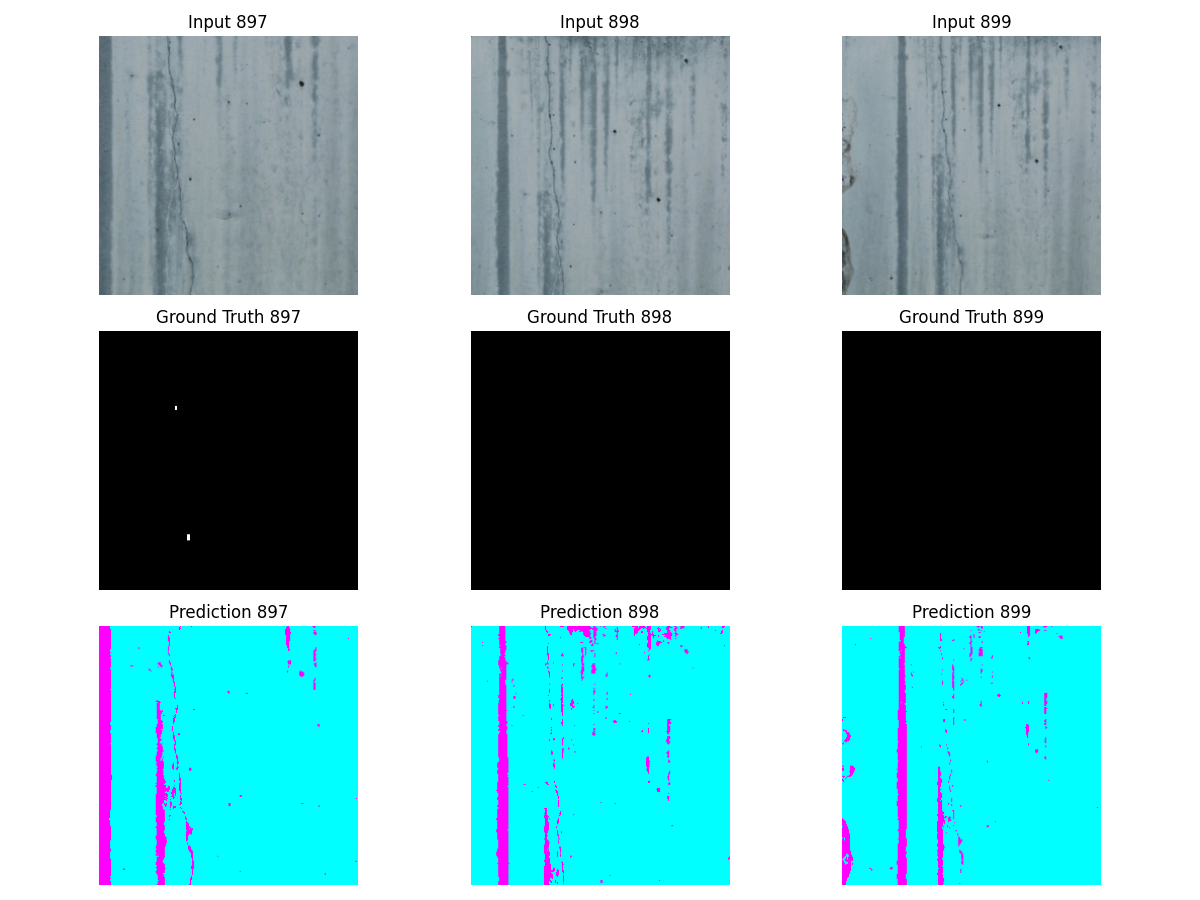 Input 897
Input 898
Input 899
Ground Truth 897
Ground Truth 898
Ground Truth 899
Prediction 897
Prediction 898
Prediction 899